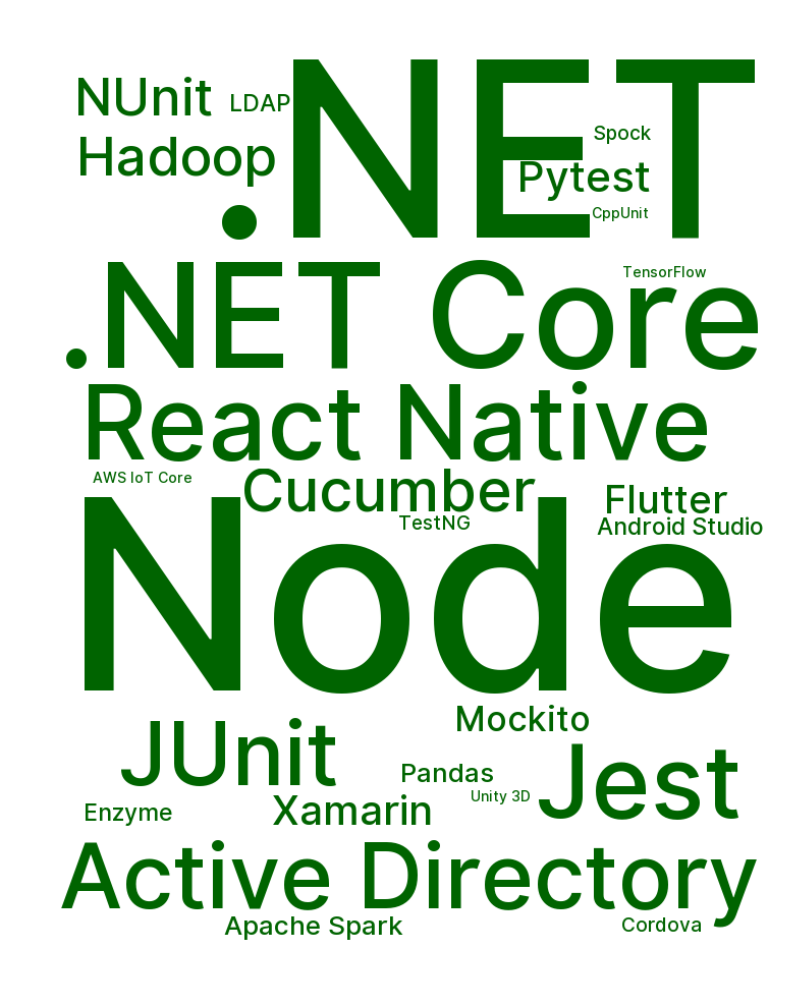 .NET
NUnit
LDAP
Spock
Hadoop
Pytest
CppUnit
TensorFlow
.NET Core
React Native
AWS IoT Core
Cucumber
Flutter
TestNG
Android Studio
Node
Mockito
JUnit
Pandas
Jest
Unity 3D
Enzyme
Xamarin
Active Directory
Apache Spark
Cordova